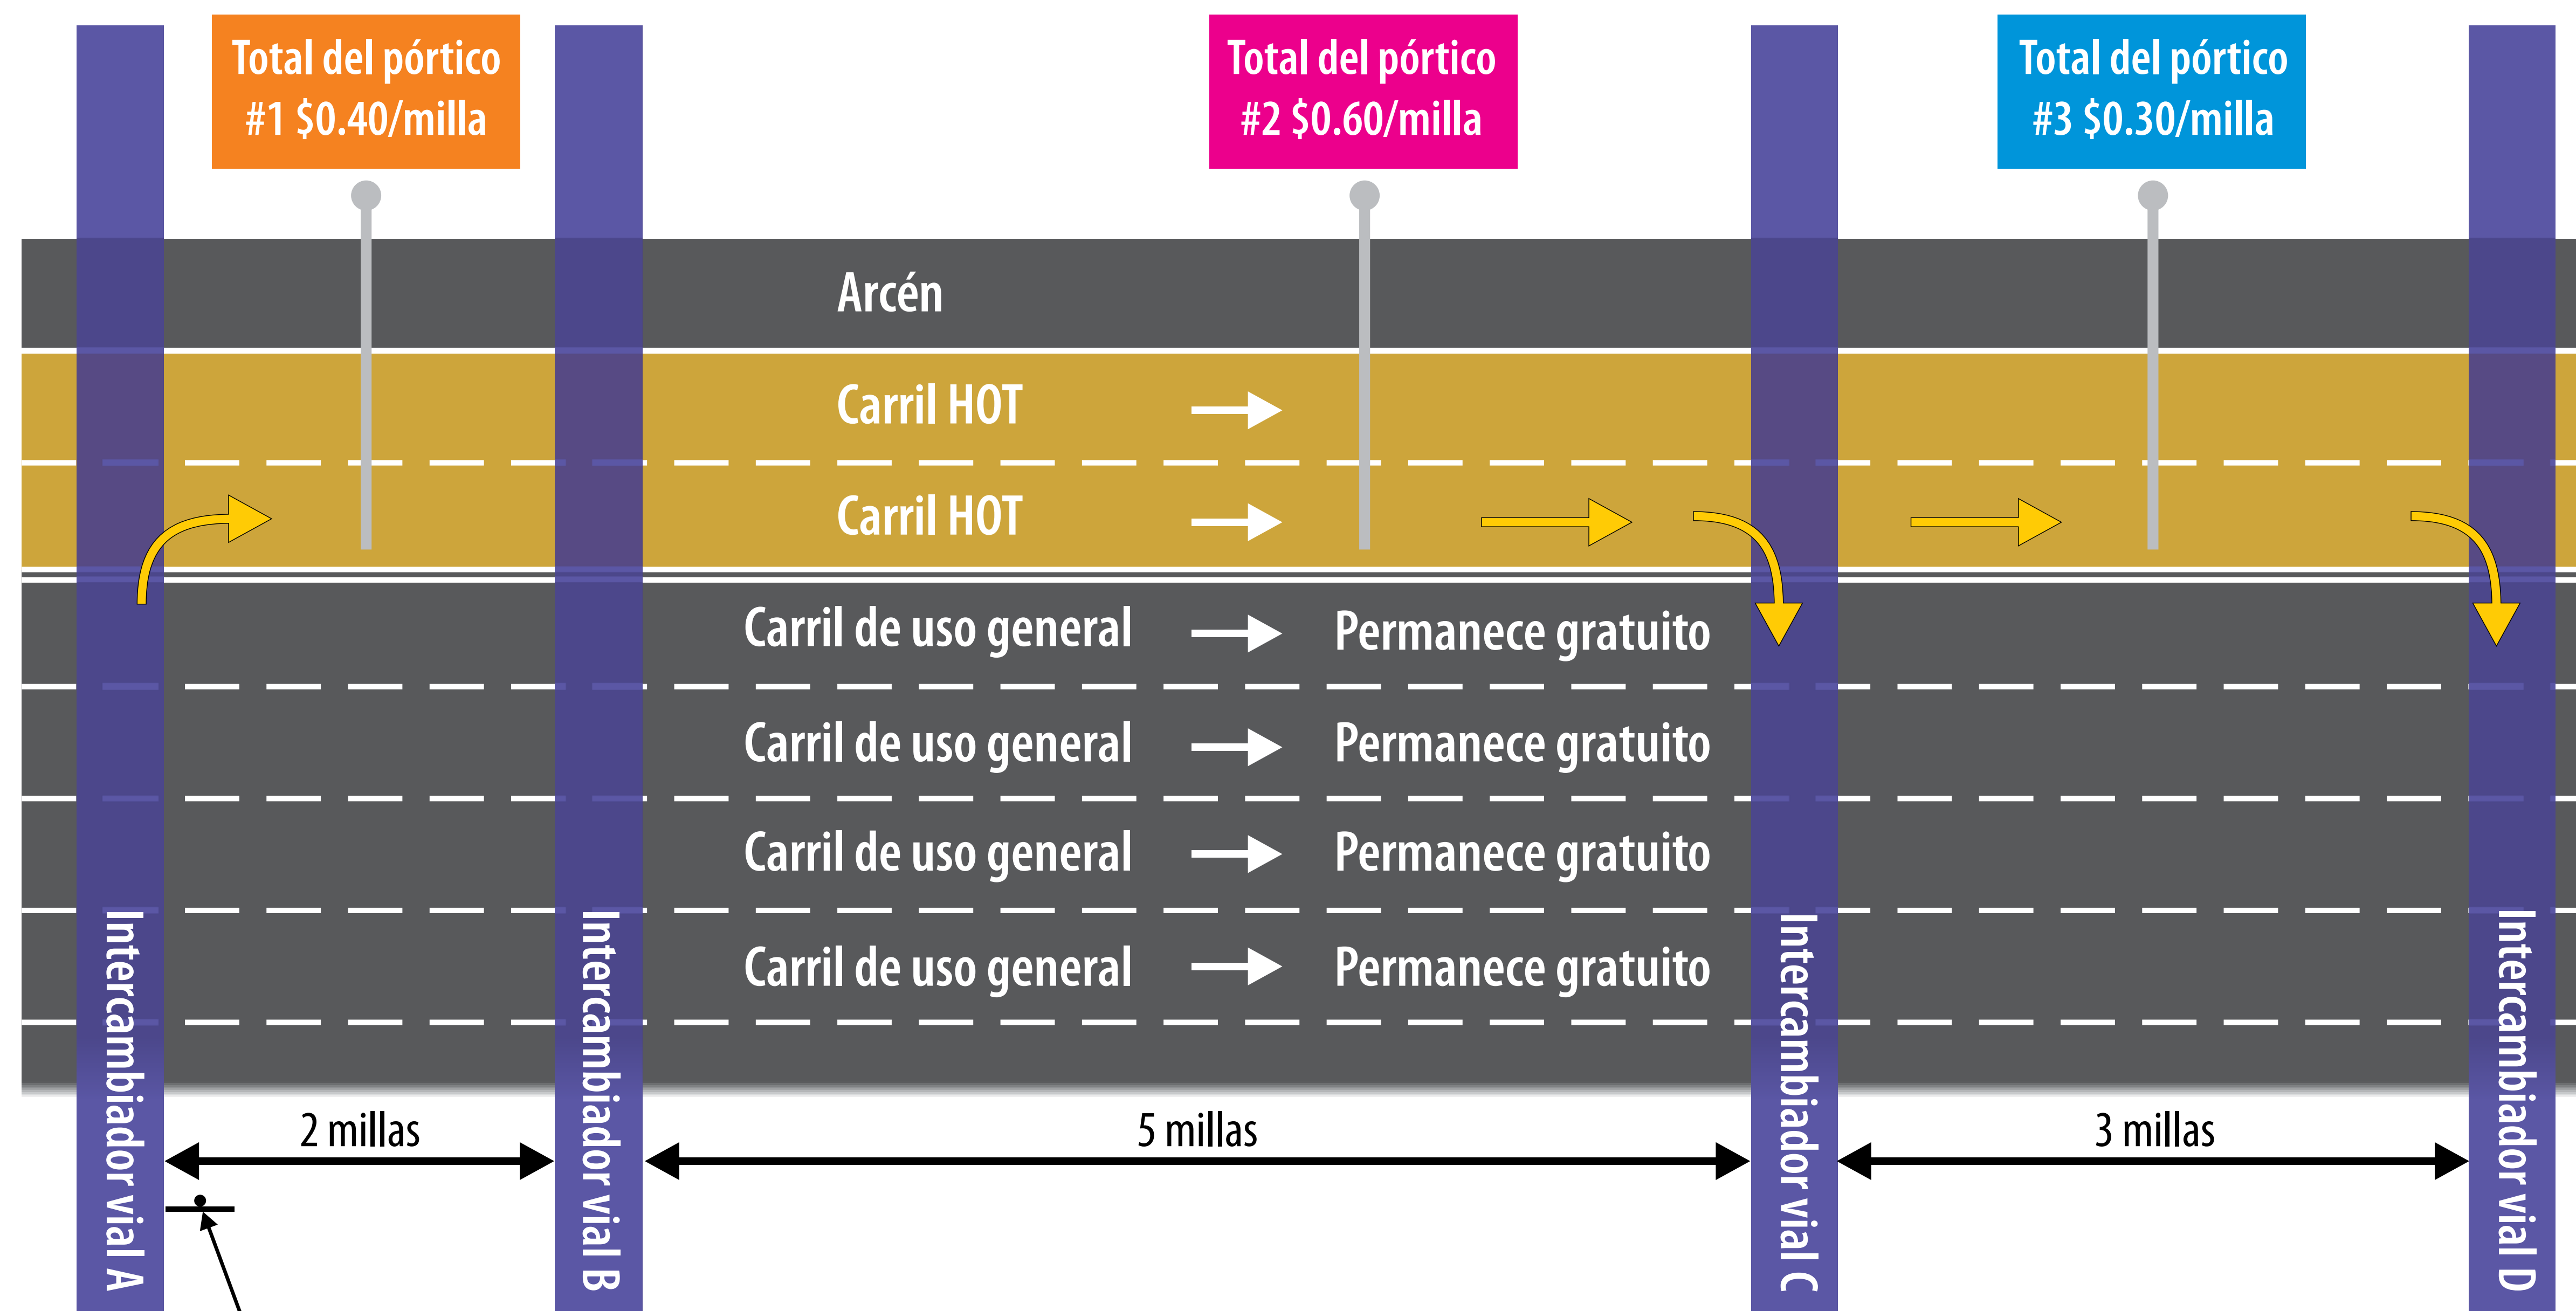 Total del pórtico
#1 $0.40/milla
Total del pórtico
#2 $0.60/milla
Total del pórtico
#3 $0.30/milla
Arcén
Carril HOT
Carril HOT
Carril de uso general
Permanece gratuito
Carril de uso general
Permanece gratuito
Carril de uso general
Permanece gratuito
Carril de uso general
Permanece gratuito
Intercambiador vial A
Intercambiador vial B
Intercambiador vial C
Intercambiador vial D
2 millas
5 millas
3 millas